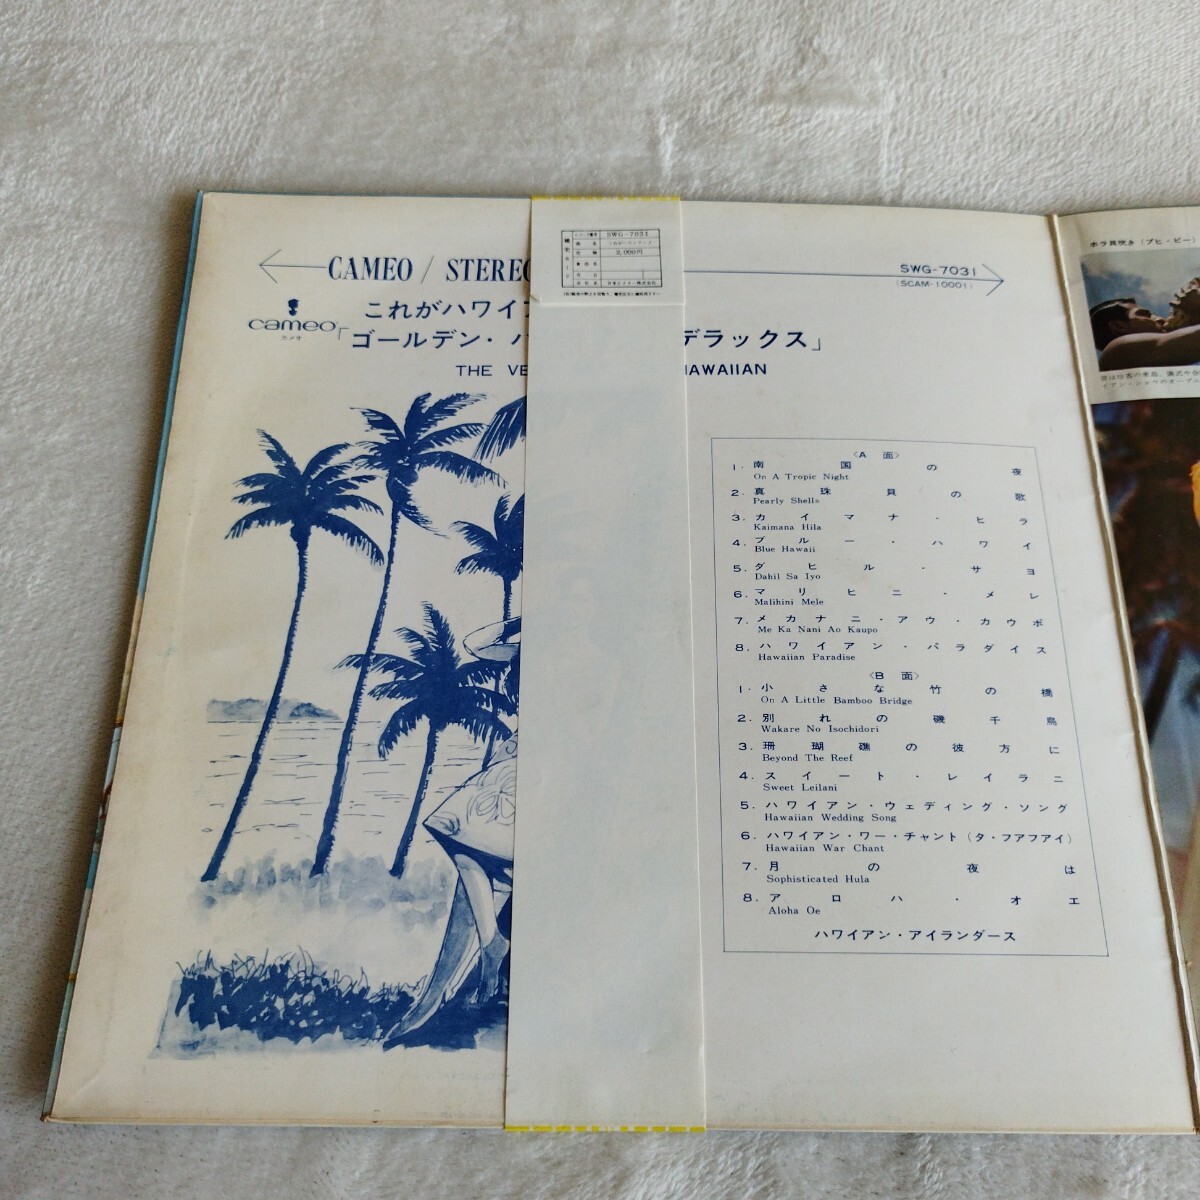 SWG-7031
2,000円
CAMEO / STEREO
SWG-7031
(SCAM-10001)
cameo
カメオ
これがハワイア
「ゴールデン・ハ デラックス」
THE VE HAWAIIAN
〈A 面〉
1. 南国の夜
On A Tropic Night
2. 真珠貝の歌
Pearly Shells
3. カイマナ・ヒラ
Kaimana Hila
4. ブルー・ハワイ
Blue Hawaii
5. ダヒル・サヨ
Dahil Sa Iyo
6. マリヒニ・メレ
Malihini Mele
7. メカナニ・アウ・カウポ
Me Ka Nani Ao Kaupo
8. ハワイアン・パラダイス
Hawaiian Paradise
〈B 面〉
1. 小さな竹の橋
On A Little Bamboo Bridge
2. 別れの磯千鳥
Wakare No Isochidori
3. 珊瑚礁の彼方に
Beyond The Reef
4. スイート・レイラニ
Sweet Leilani
5. ハワイアン・ウェディング・ソング
Hawaiian Wedding Song
6. ハワイアン・ワー・チャント(タ・フアフアイ)
Hawaiian War Chant
7. 月の夜は
Sophisticated Hula
8. アロハ・オエ
Aloha Oe
ハワイアン・アイランダース
ホラ貝吹き(プヒ・ピー)